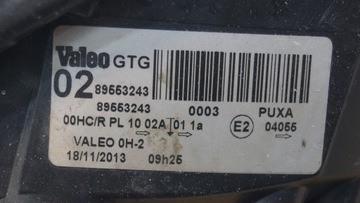 Valeo GTG
02 89553243
89553243 0003 PUXA
00HC/R PL 10 02A 01 1a E2 04055
VALEO 0H-2
18/11/2013 09h25